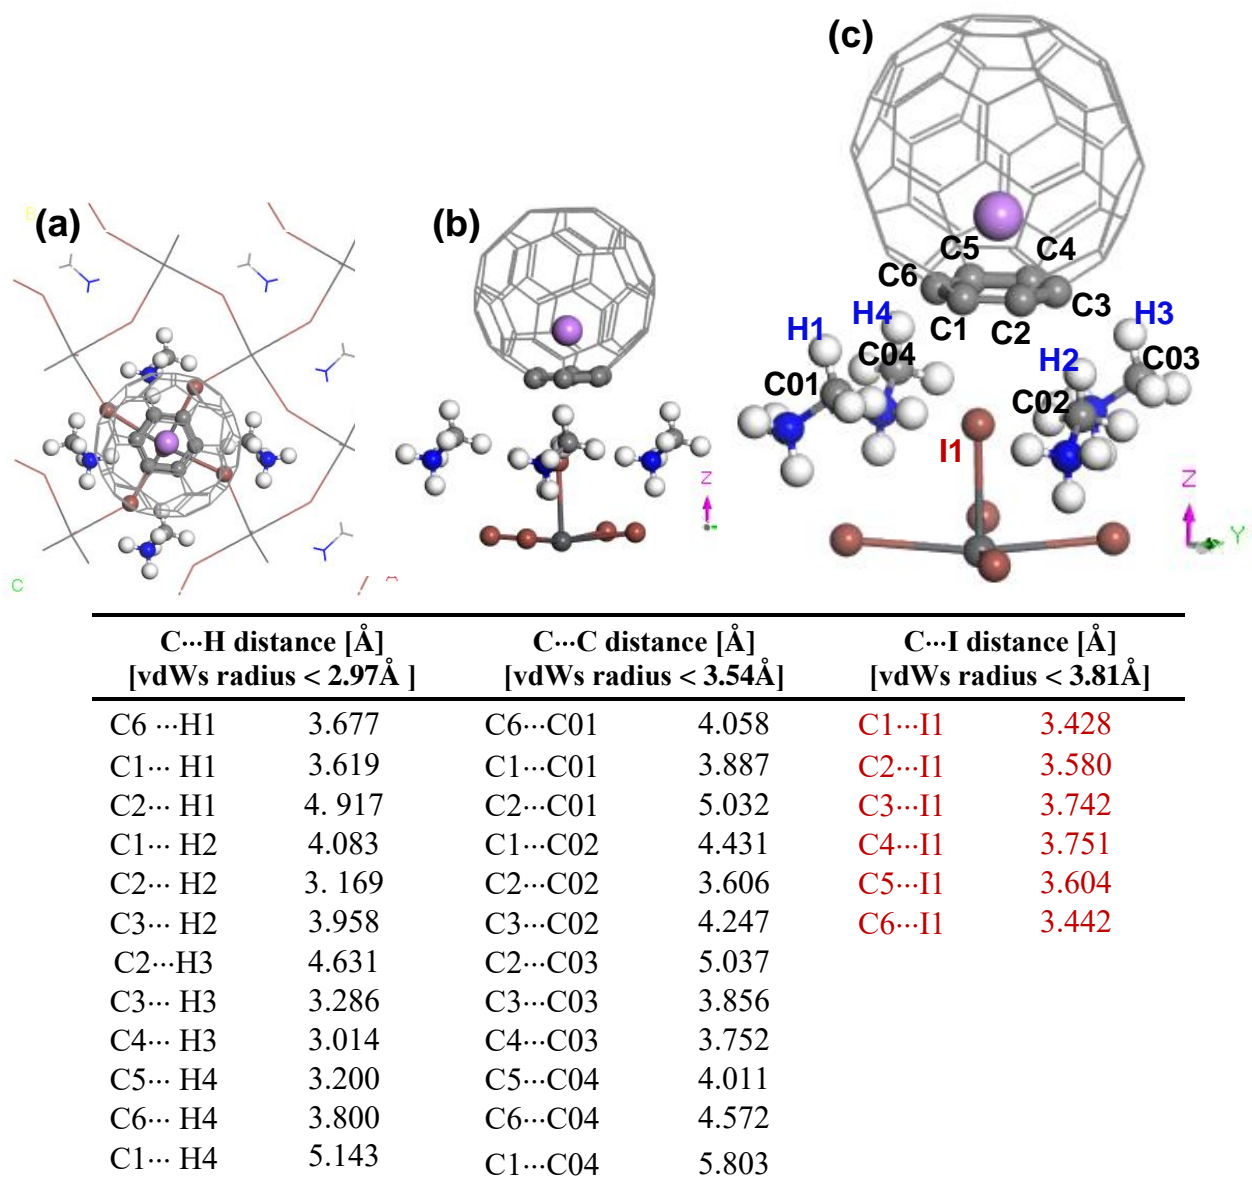 (c)
(a)
B
(b)
C5
C4
C6
C3
H1
H4
C1
C2
H3
C04
H2
C03
C01
C02
I1
Z
Z
Y
C
A
C···H distance [Å] C···C distance [Å] C···I distance [Å]
[vdWs radius < 2.97Å ] [vdWs radius < 3.54Å] [vdWs radius < 3.81Å]
C6 ···H1 3.677 C6···C01 4.058 C1···I1 3.428
C1··· H1 3.619 C1···C01 3.887 C2···I1 3.580
C2··· H1 4. 917 C2···C01 5.032 C3···I1 3.742
C1··· H2 4.083 C1···C02 4.431 C4···I1 3.751
C2··· H2 3. 169 C2···C02 3.606 C5···I1 3.604
C3··· H2 3.958 C3···C02 4.247 C6···I1 3.442
C2···H3 4.631 C2···C03 5.037
C3··· H3 3.286 C3···C03 3.856
C4··· H3 3.014 C4···C03 3.752
C5··· H4 3.200 C5···C04 4.011
C6··· H4 3.800 C6···C04 4.572
C1··· H4 5.143 C1···C04 5.803